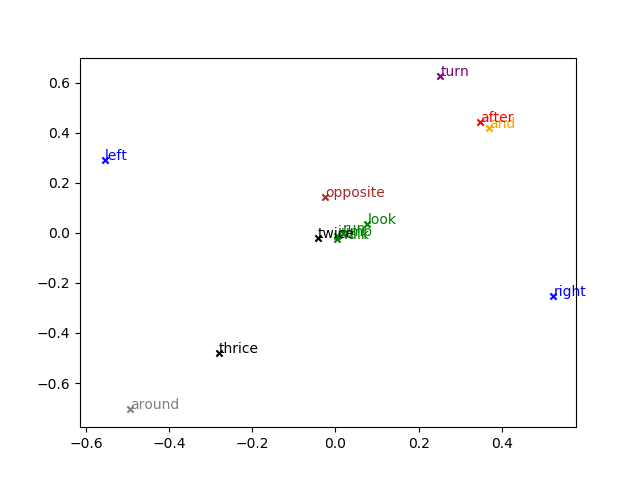 turn
after
and
left
opposite
look
twice
right
thrice
around
0.6
0.4
0.2
0.0
−0.2
−0.4
−0.6
−0.6
−0.4
−0.2
0.0
0.2
0.4